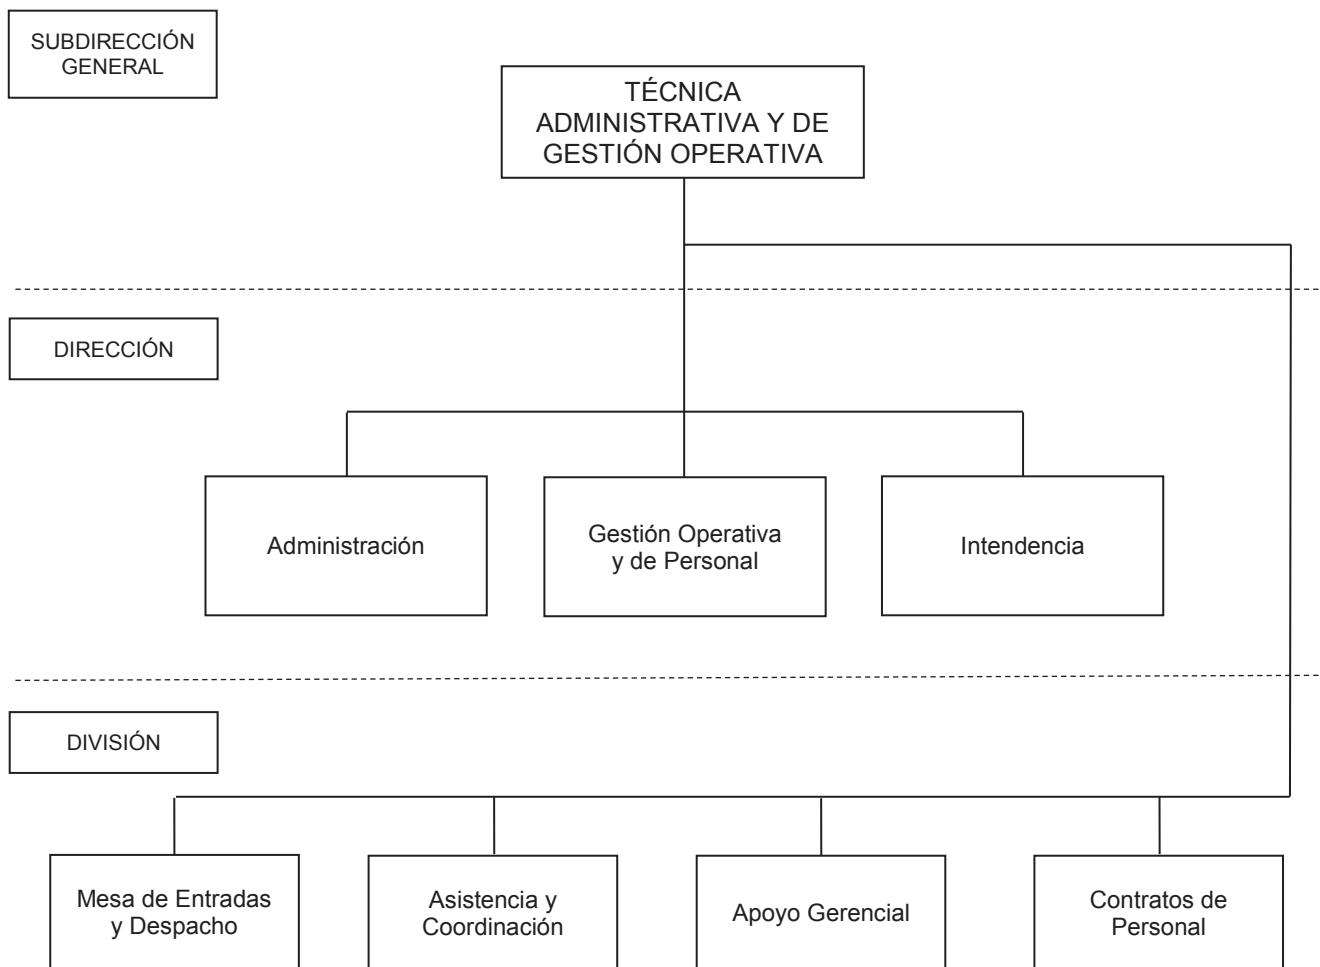 SUBDIRECCIÓN
GENERAL
TÉCNICA
ADMINISTRATIVA Y DE
GESTIÓN OPERATIVA
DIRECCIÓN
Administración
Gestión Operativa
y de Personal
Intendencia
DIVISIÓN
Mesa de Entradas
y Despacho
Asistencia y
Coordinación
Apoyo Gerencial
Contratos de
Personal